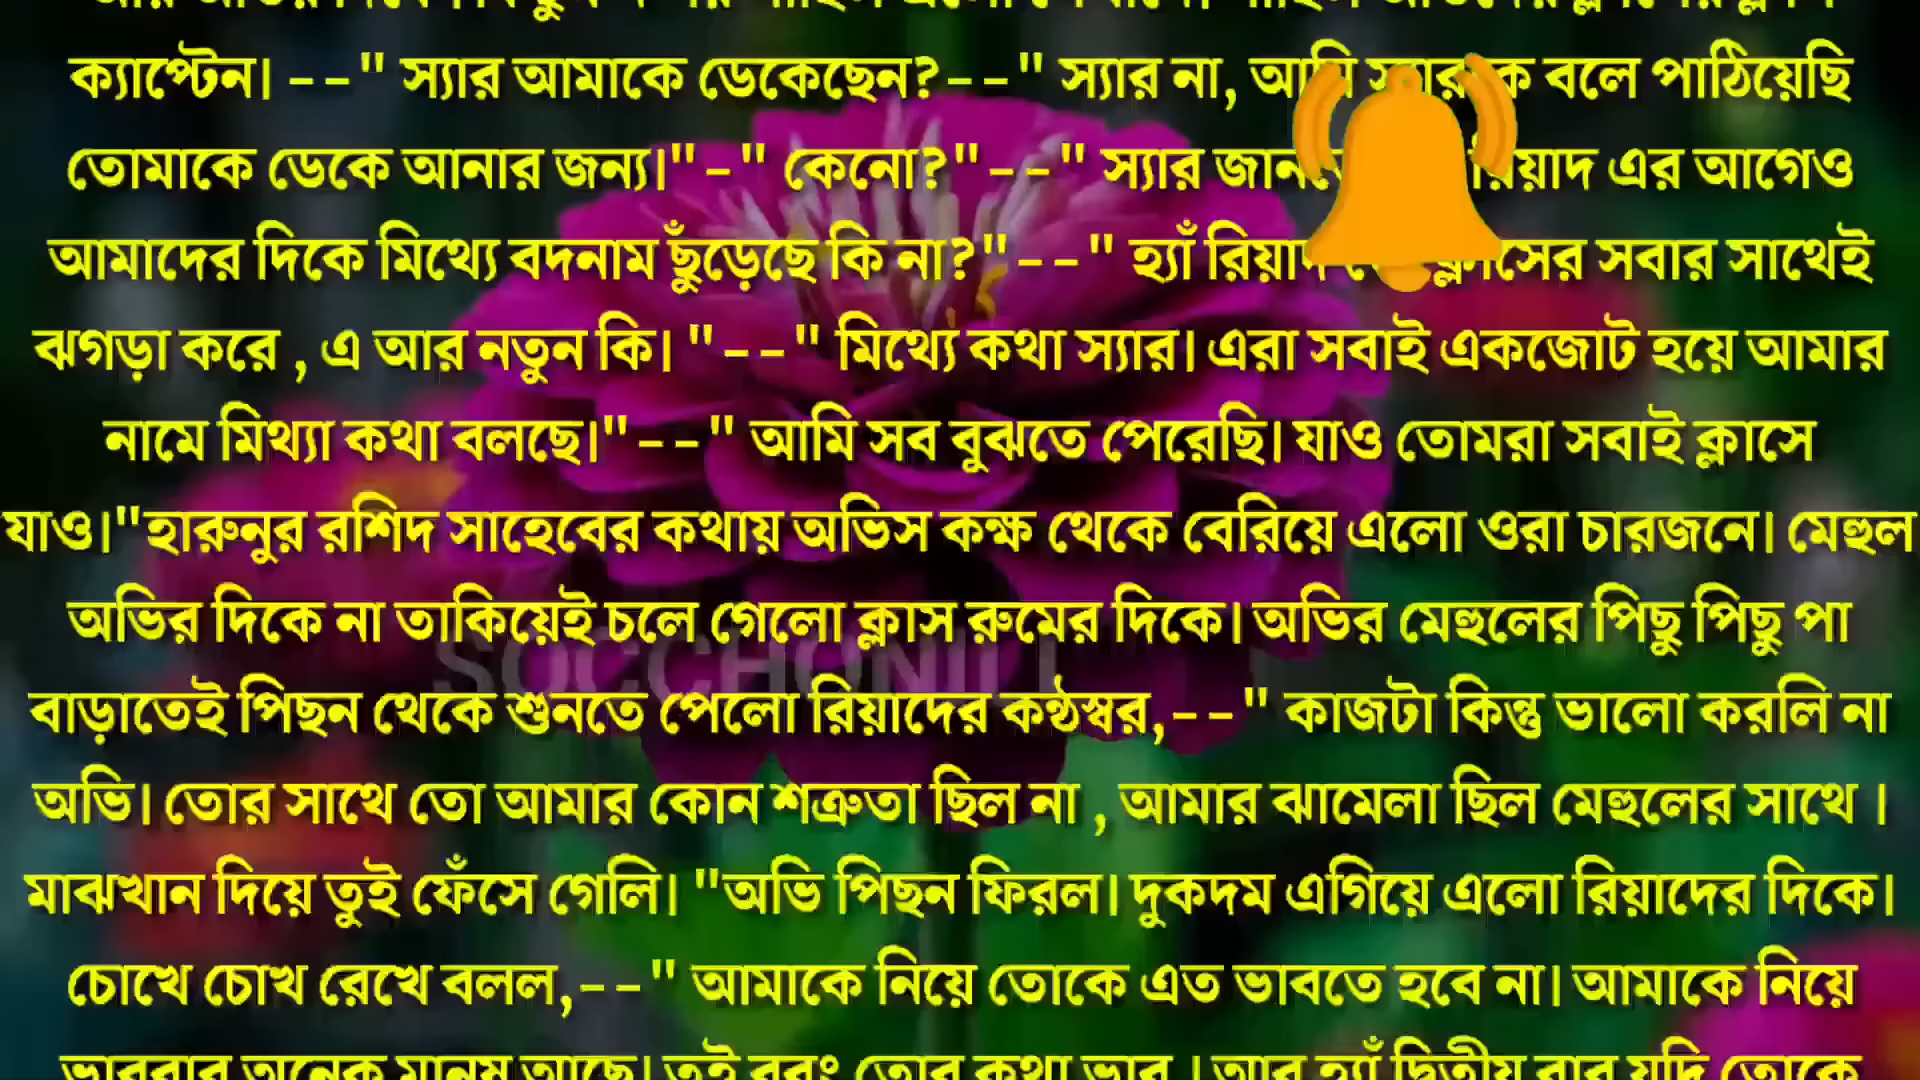 ক্যাপ্টেন। --" স্যার আমাকে ডেকেছেন?--" স্যার না, আমি স্যারকে বলে পাঠিয়েছি
তোমাকে ডেকে আনার জন্য।"-" কেনো?"--" স্যার রিয়াদ এর আগেও
আমাদের দিকে মিথ্যে বদনাম ছুঁড়েছে কি না?"--" হ্যাঁ রিয়াদ ক্লাসের সবার সাথেই
ঝগড়া করে , এ আর নতুন কি। "--" মিথ্যে কথা স্যার। এরা সবাই একজোট হয়ে আমার
নামে মিথ্যা কথা বলছে।"--" আমি সব বুঝতে পেরেছি। যাও তোমরা সবাই ক্লাসে
যাও।"হারুনুর রশিদ সাহেবের কথায় অভিস কক্ষ থেকে বেরিয়ে এলো ওরা চারজনে। মেহুল
অভির দিকে না তাকিয়েই চলে গেলো ক্লাস রুমের দিকে। অভির মেহুলের পিছু পিছু পা
বাড়াতেই পিছন থেকে শুনতে পেলো রিয়াদের কন্ঠস্বর,--" কাজটা কিন্তু ভালো করলি না
অভি। তোর সাথে তো আমার কোন শত্রুতা ছিল না , আমার ঝামেলা ছিল মেহুলের সাথে ।
মাঝখান দিয়ে তুই ফেঁসে গেলি। "অভি পিছন ফিরল। দুকদম এগিয়ে এলো রিয়াদের দিকে।
চোখে চোখ রেখে বলল,--" আমাকে নিয়ে তোকে এত ভাবতে হবে না। আমাকে নিয়ে
ভাববার অনেক মানুষ আছে। তুই বরং তোর কথা ভাব । আর হ্যাঁ দ্বিতীয় বার যদি তোকে